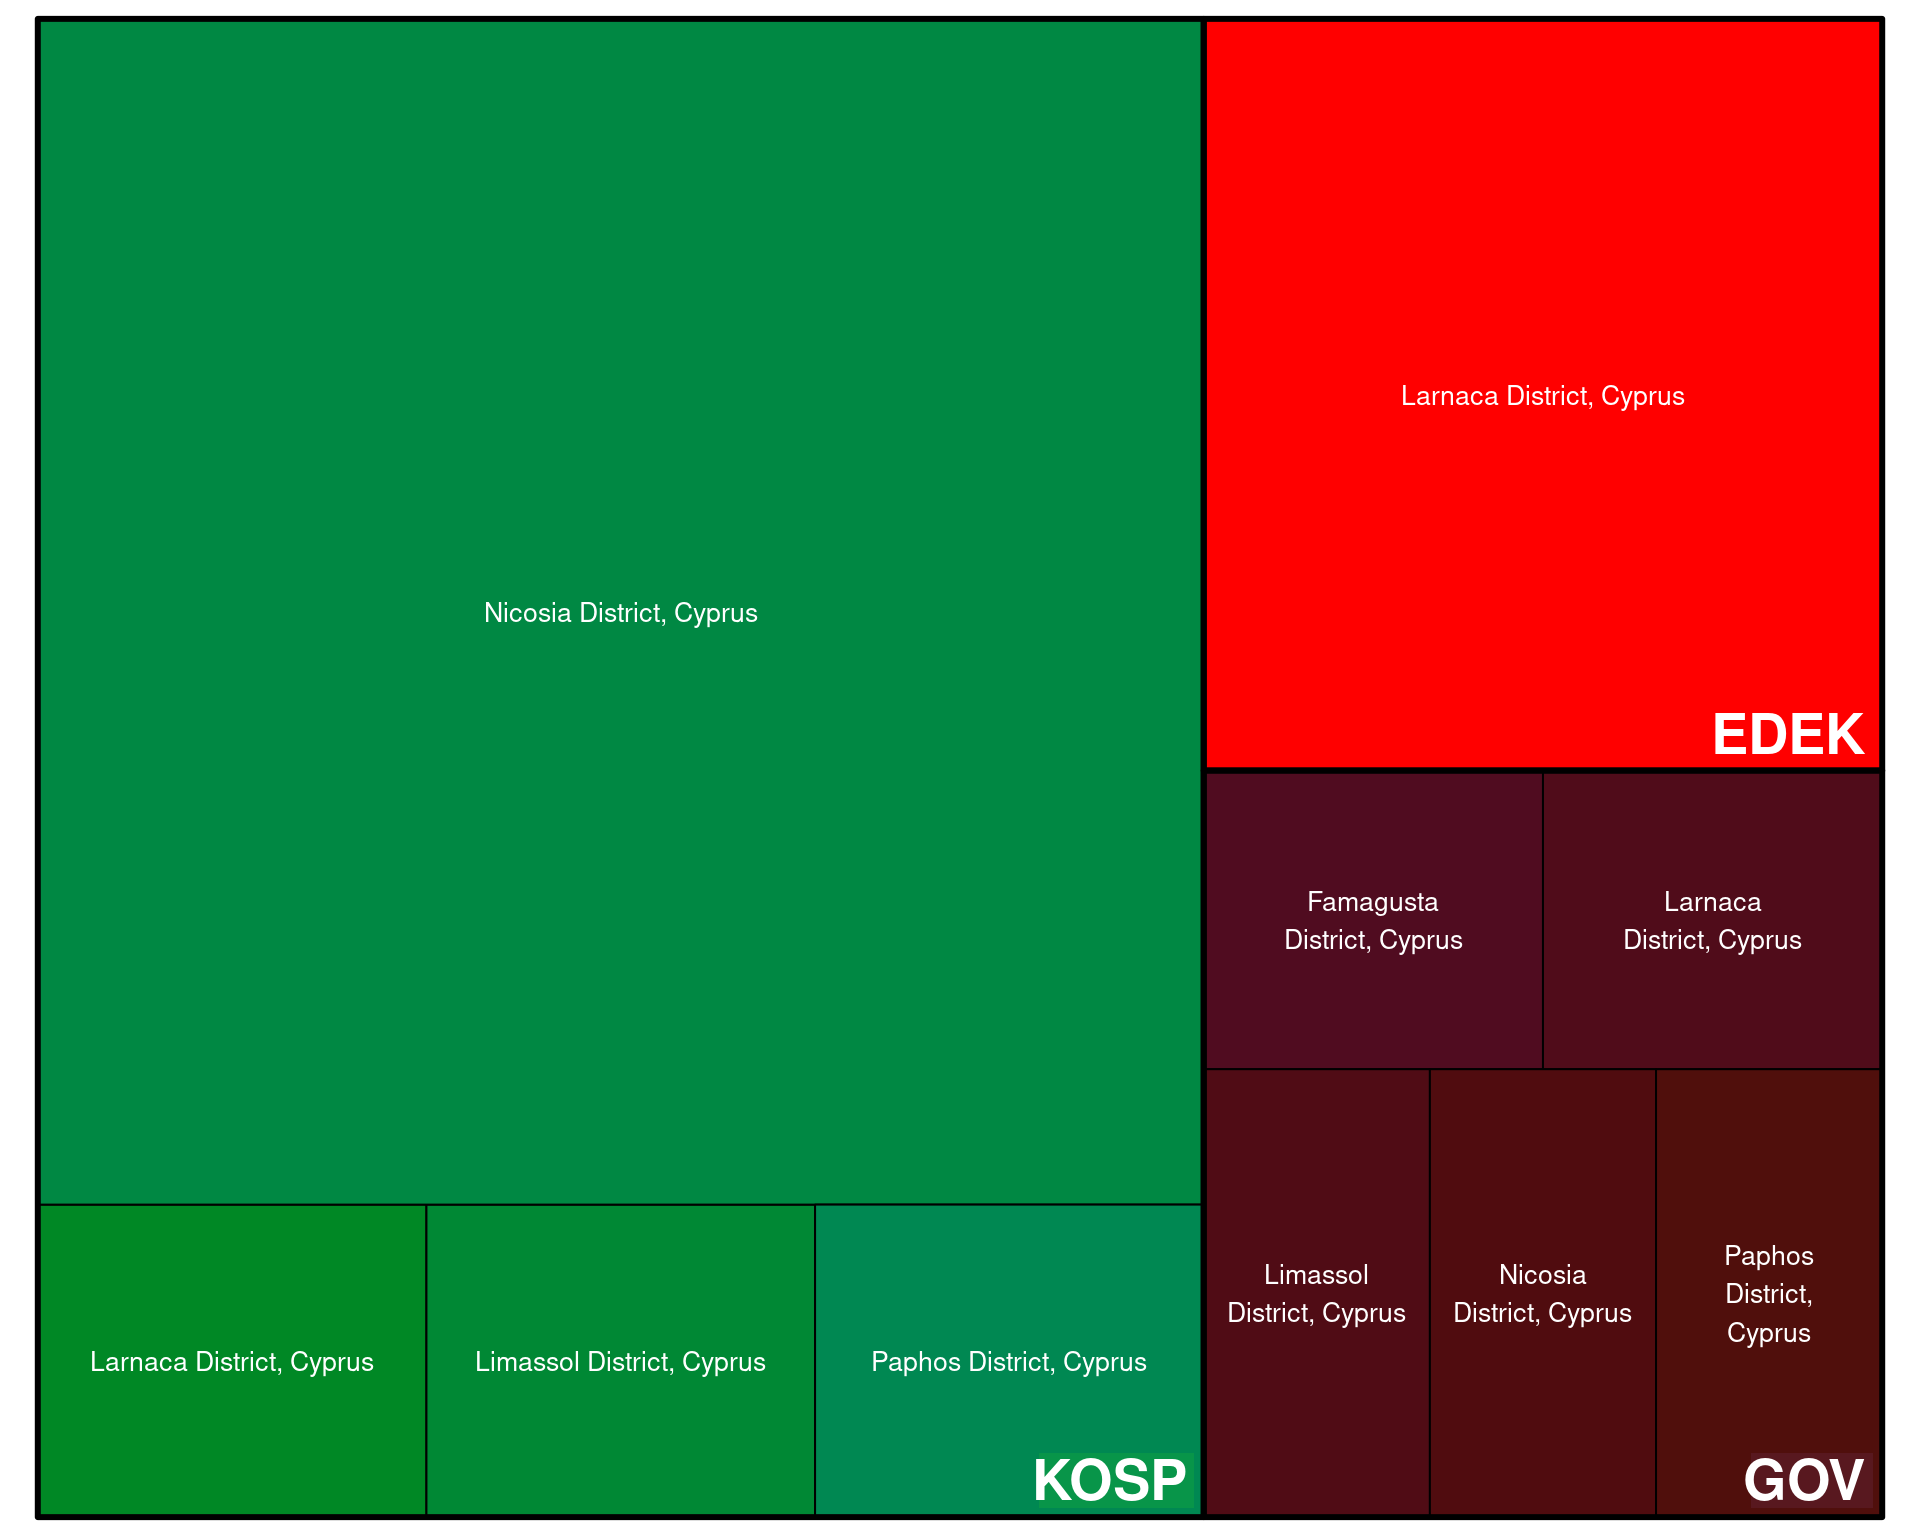 Nicosia District, Cyprus
Larnaca District, Cyprus
Limassol District, Cyprus
Paphos District, Cyprus
KOSP
Larnaca District, Cyprus
EDEK
Famagusta
District, Cyprus
Larnaca
District, Cyprus
Limassol
District, Cyprus
Nicosia
District, Cyprus
Paphos
District,
Cyprus
GOV